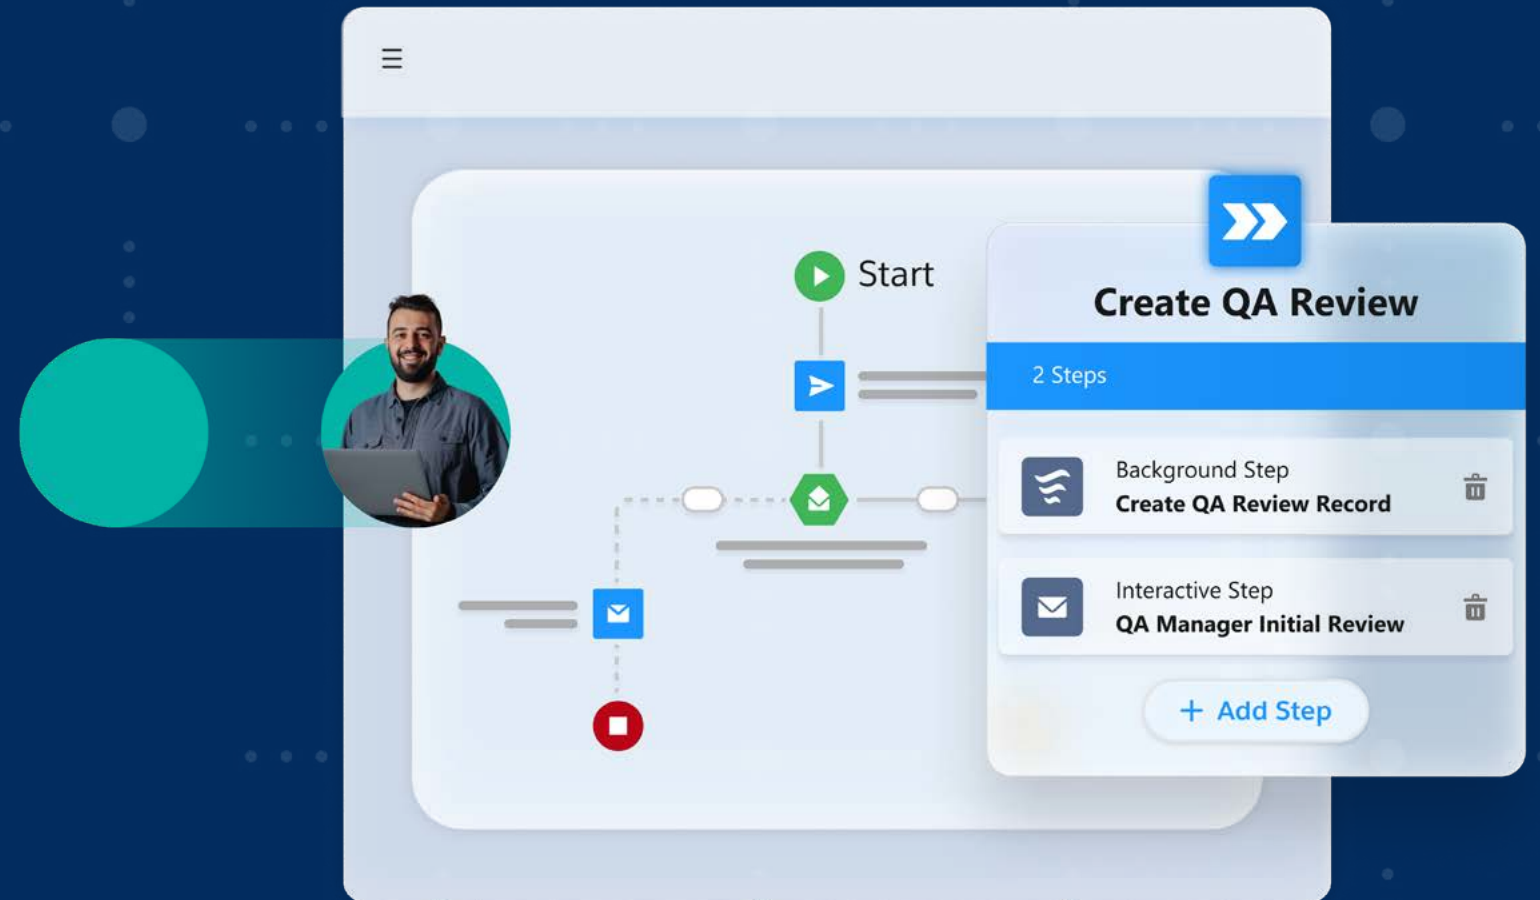 Start
Create QA Review
2 Steps
Background Step
Create QA Review Record
Interactive Step
QA Manager Initial Review
+ Add Step